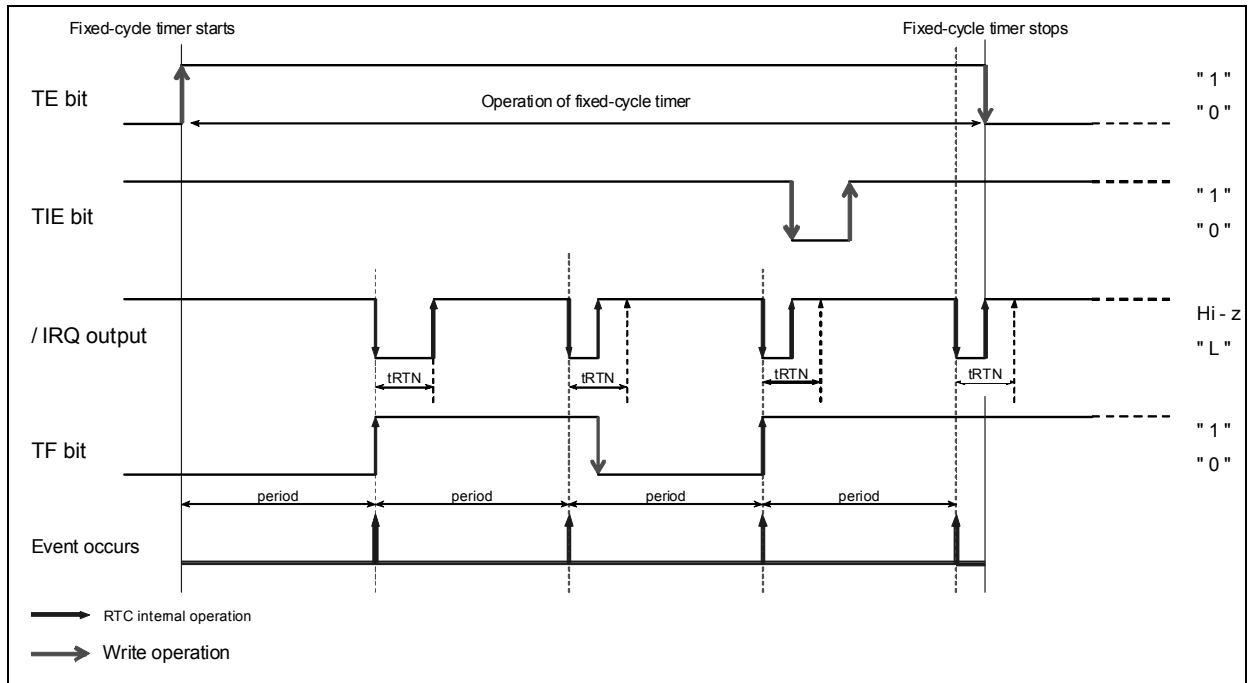 Fixed-cycle timer starts
Fixed-cycle timer stops
TE bit
Operation of fixed-cycle timer
" 1 "
" 0 "
TIE bit
" 1 "
" 0 "
/ IRQ output
Hi - z
" L "
tRTN
tRTN
tRTN
tRTN
TF bit
" 1 "
" 0 "
period
period
period
period
Event occurs
RTC internal operation
Write operation